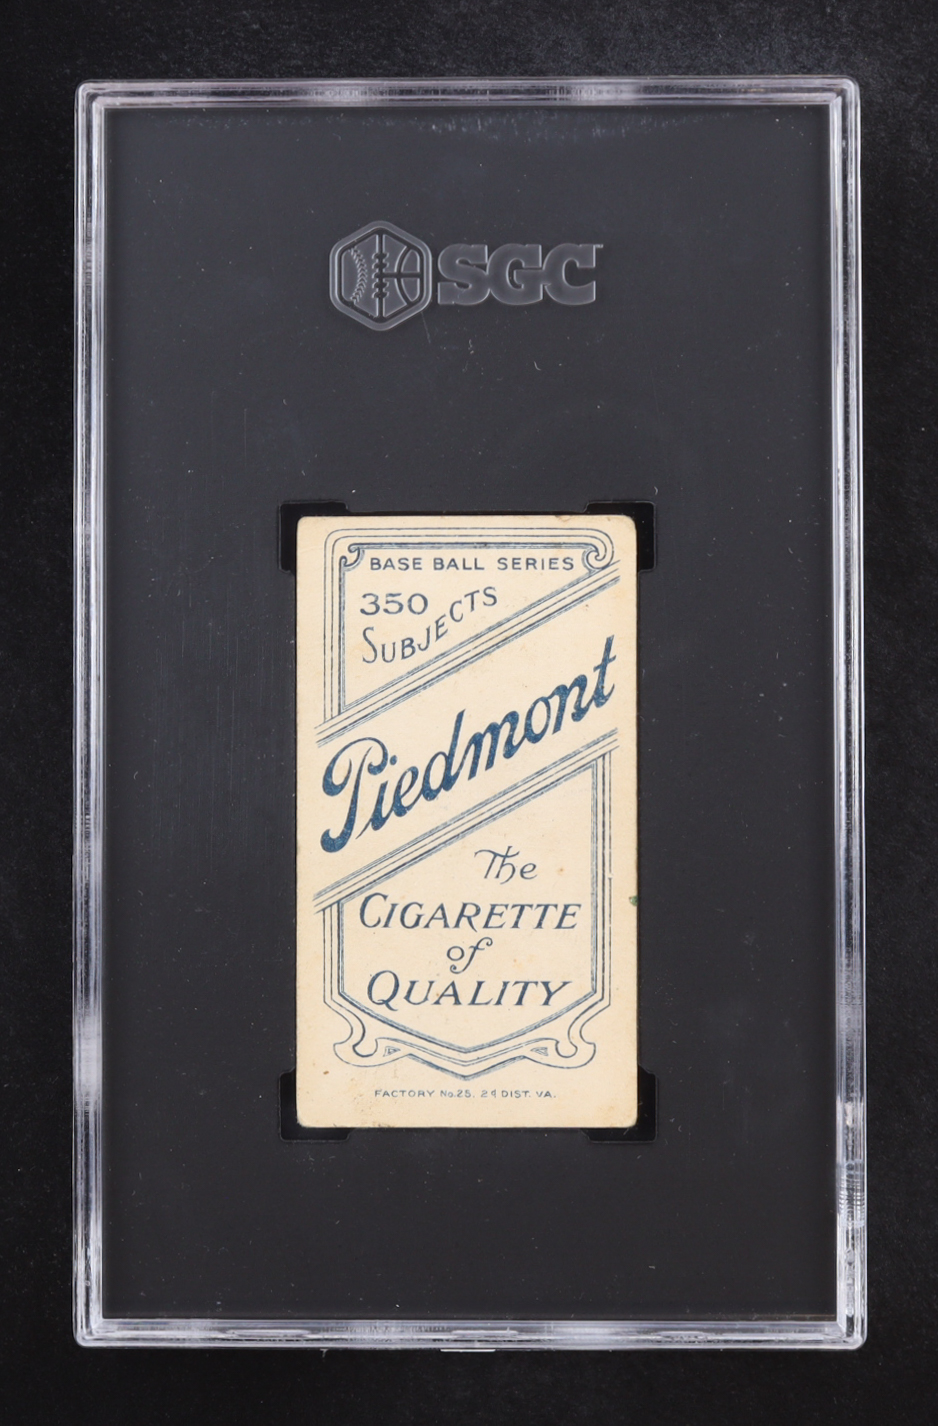 SGC
BASE BALL SERIES
350
SUBJECTS
Piedmont
The
CIGARETTE
of
QUALITY
FACTORY No. 25. 2d DIST. VA.